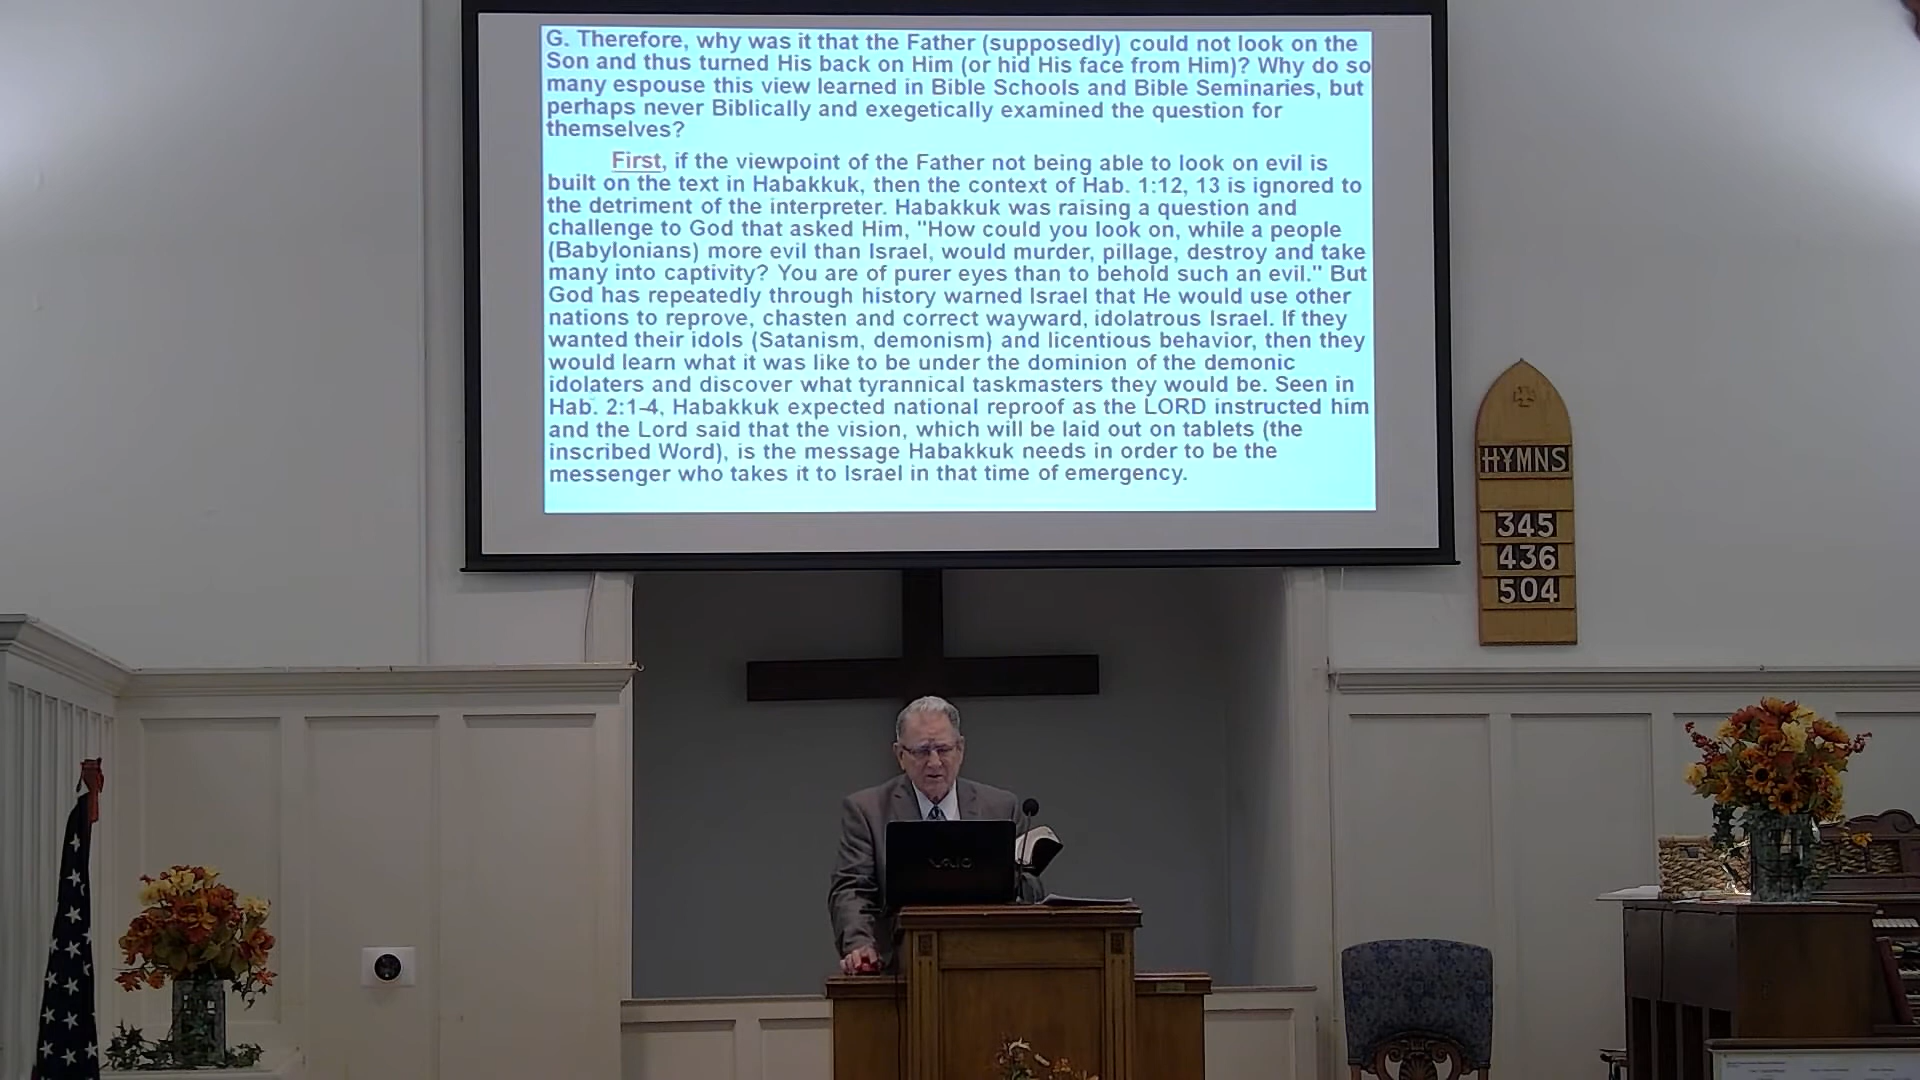 G. Therefore, why was it that the Father (supposedly) could not look on the
Son and thus turned His back on Him (or hid His face from Him)? Why do so
many espouse this view learned in Bible Schools and Bible Seminaries, but
perhaps never Biblically and exegetically examined the question for
themselves?
First, if the viewpoint of the Father not being able to look on evil is
built on the text in Habakkuk, then the context of Hab. 1:12, 13 is ignored to
the detriment of the interpreter. Habakkuk was raising a question and
challenge to God that asked Him, "How could you look on, while a people
(Babylonians) more evil than Israel, would murder, pillage, destroy and take
many into captivity? You are of purer eyes than to behold such an evil." But
God has repeatedly through history warned Israel that He would use other
nations to reprove, chasten and correct wayward, idolatrous Israel. If they
wanted their idols (Satanism, demonism) and licentious behavior, then they
would learn what it was like to be under the dominion of the demonic
idolaters and discover what tyrannical taskmasters they would be. Seen in
Hab. 2:1-4, Habakkuk expected national reproof as the LORD instructed him
and the Lord said that the vision, which will be laid out on tablets (the
inscribed Word), is the message Habakkuk needs in order to be the
messenger who takes it to Israel in that time of emergency.
HYMNS
345
436
504
VAIO